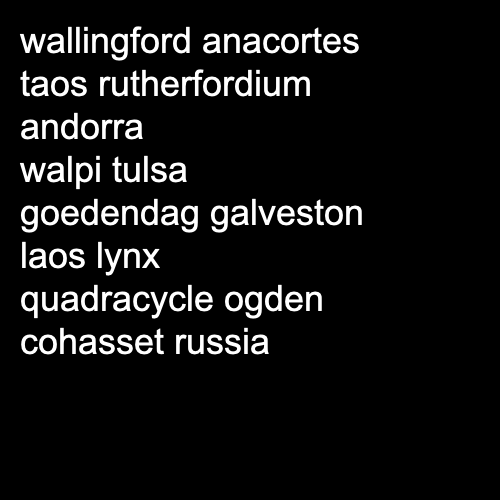 wallingford anacortes
taos rutherfordium
andorra
walpi tulsa
goedendag galveston
laos lynx
quadracycle ogden
cohasset russia